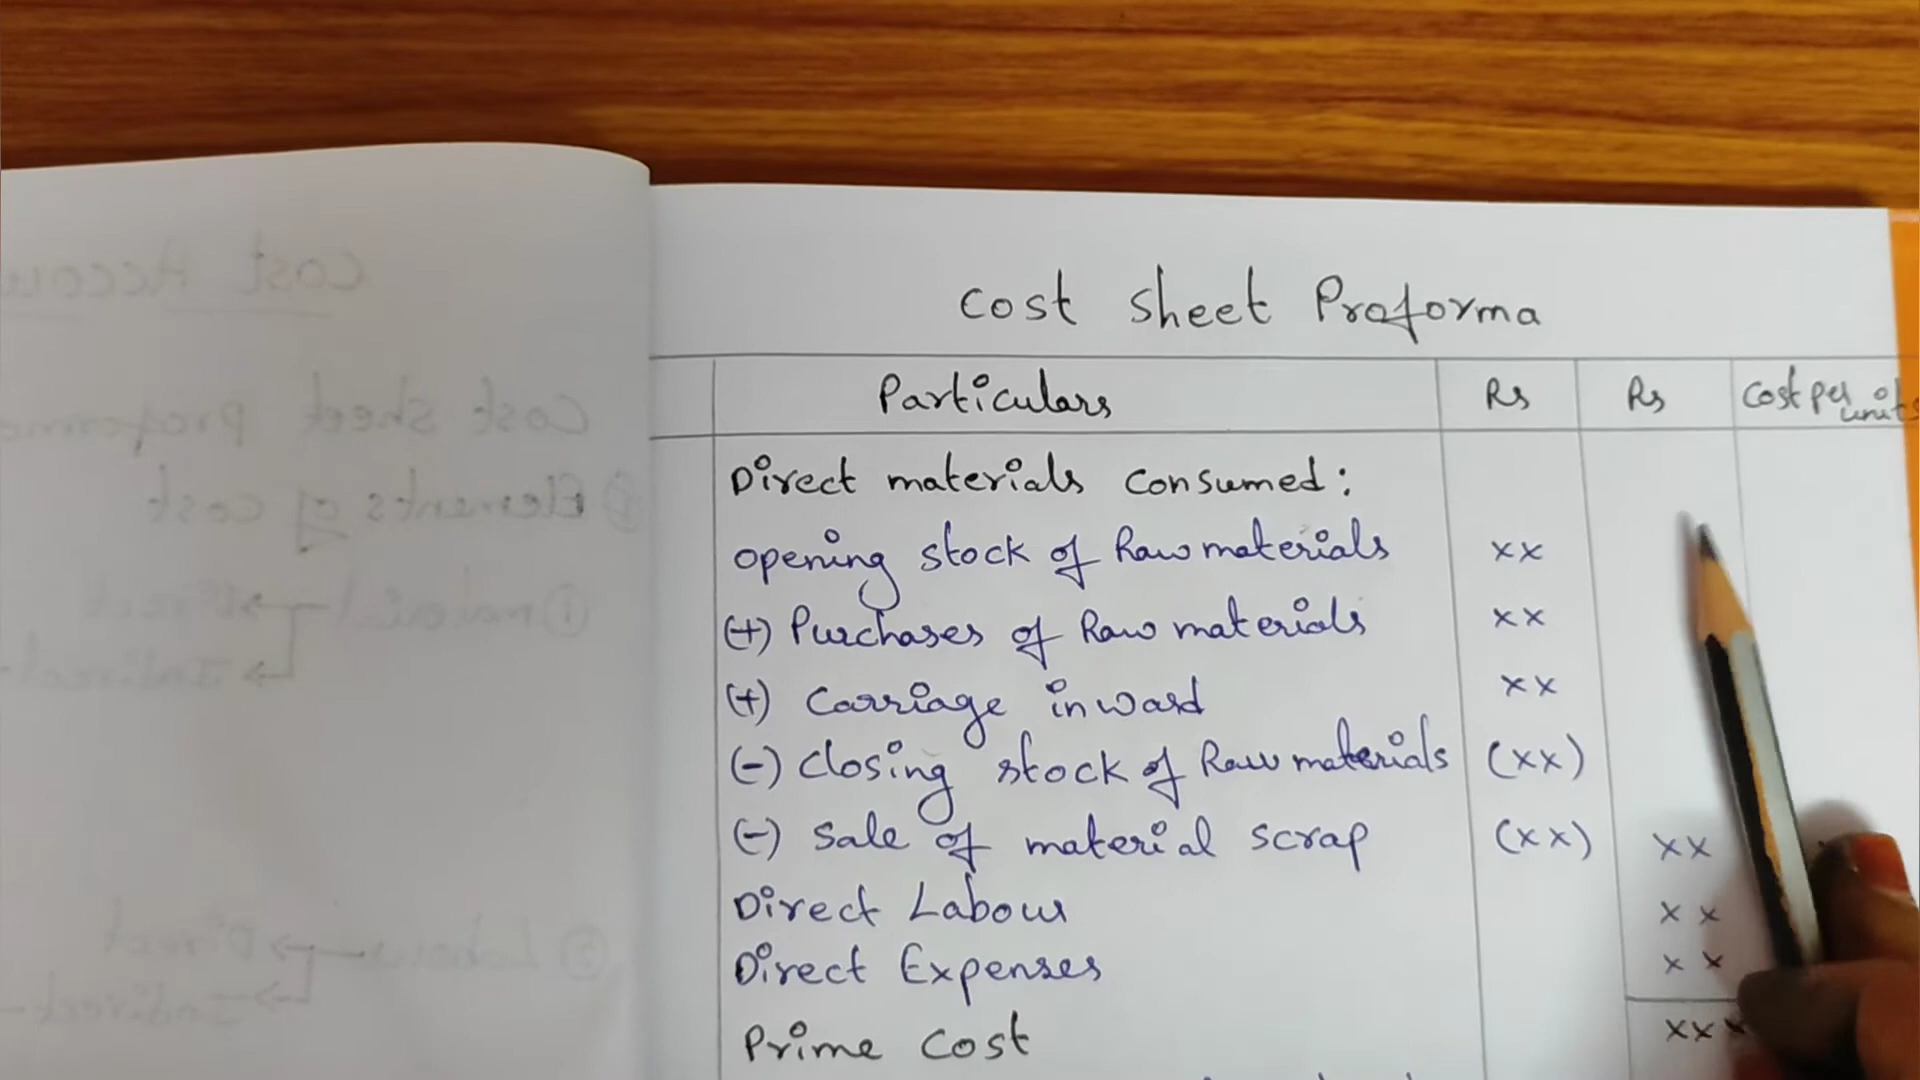 Cost Sheet Proforma
Particulars Rs Rs Cost per units
Direct materials consumed:
opening stock of Raw materials xx
(+) Purchases of Raw materials xx
(+) Carriage inward xx
(-) closing stock of Raw materials (xx)
(-) Sale of material scrap (xx) xx
Direct Labour xx
Direct Expenses xx
Prime Cost xxx